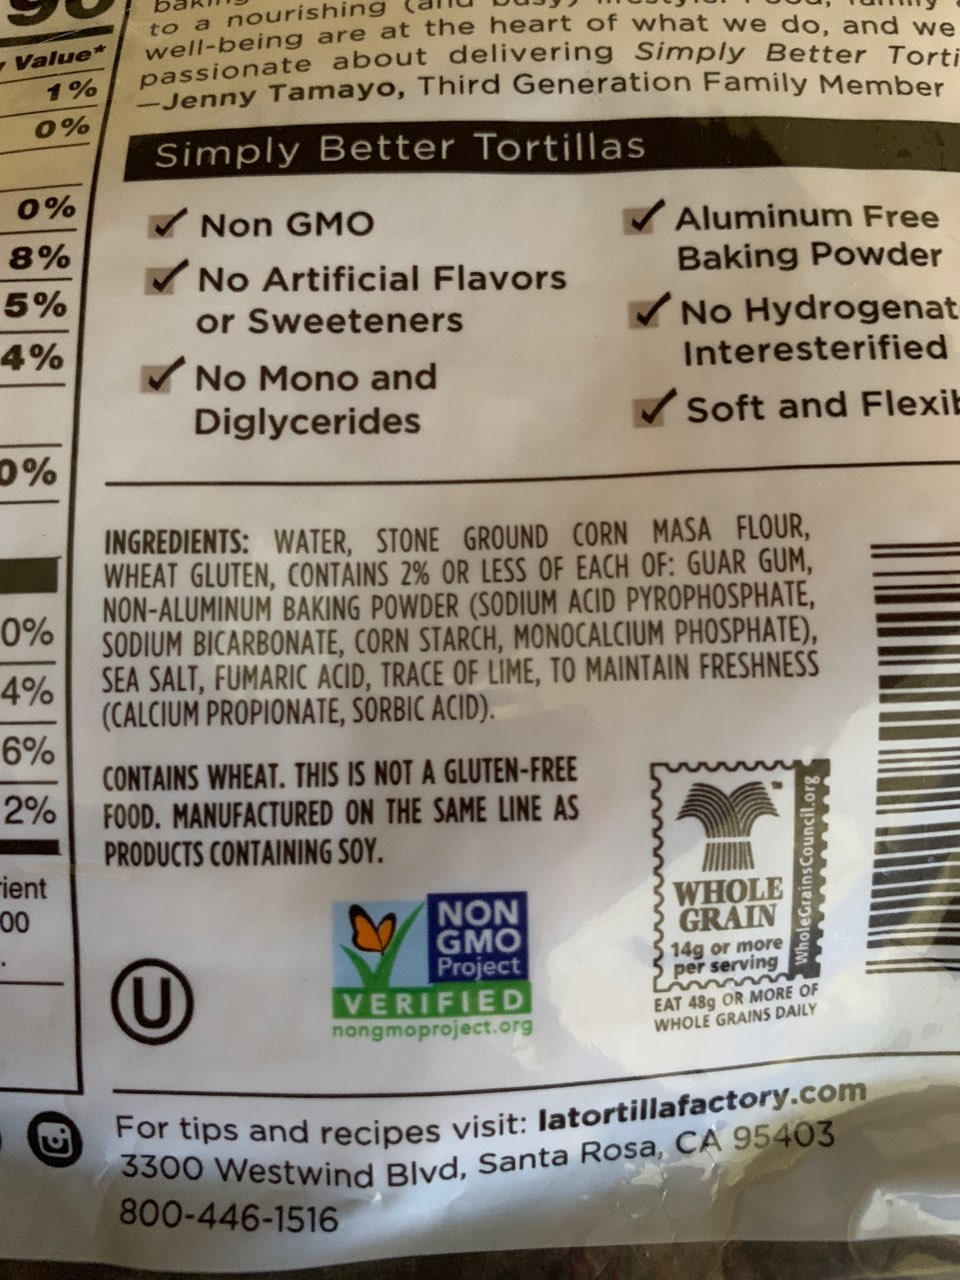 90
to a nourishing
well-being are at the heart of what we do, and we
passionate about delivering Simply Better Torti
—Jenny Tamayo, Third Generation Family Member
Value*
1%
0%
0%
8%
5%
4%
0%
0%
4%
6%
2%
rient
00
Simply Better Tortillas
Non GMO
No Artificial Flavors
or Sweeteners
No Mono and
Diglycerides
Aluminum Free
Baking Powder
No Hydrogenat
Interesterified
Soft and Flexib
INGREDIENTS: WATER, STONE GROUND CORN MASA FLOUR,
WHEAT GLUTEN, CONTAINS 2% OR LESS OF EACH OF: GUAR GUM,
NON-ALUMINUM BAKING POWDER (SODIUM ACID PYROPHOSPHATE,
SODIUM BICARBONATE, CORN STARCH, MONOCALCIUM PHOSPHATE),
SEA SALT, FUMARIC ACID, TRACE OF LIME, TO MAINTAIN FRESHNESS
(CALCIUM PROPIONATE, SORBIC ACID).
CONTAINS WHEAT. THIS IS NOT A GLUTEN-FREE
FOOD. MANUFACTURED ON THE SAME LINE AS
PRODUCTS CONTAINING SOY.
U
NON
GMO
Project
VERIFIED
nongmoproject.org
TM
WHOLE
GRAIN
14g or more
per serving
WholeGrainsCouncil.org
EAT 48g OR MORE OF
WHOLE GRAINS DAILY
For tips and recipes visit: latortillafactory.com
3300 Westwind Blvd, Santa Rosa, CA 95403
800-446-1516